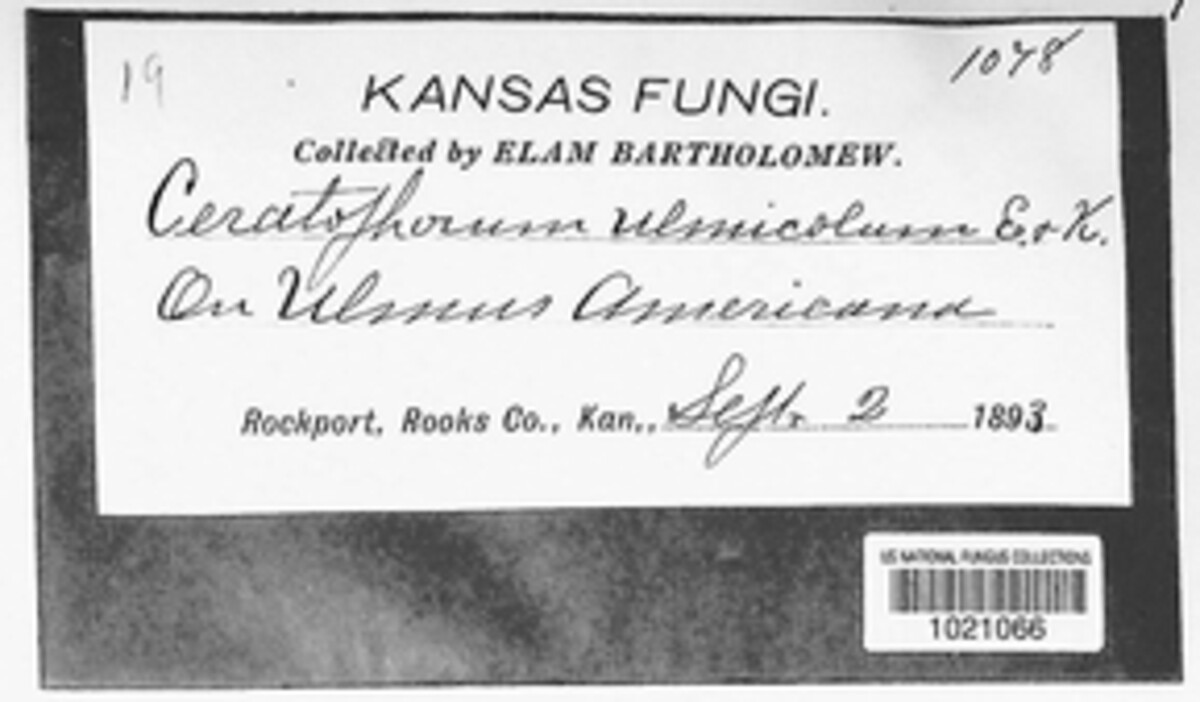 19
1078
KANSAS FUNGI.
Collected by ELAM BARTHOLOMEW.
Ceratophorum ulmicolum E. & K.
On Ulmus Americana
Rockport, Rooks Co., Kan., Sept. 2 1893.
US NATIONAL FUNGUS COLLECTIONS
1021066